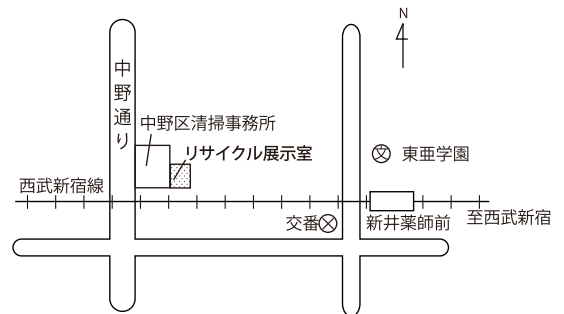 N
中野通り
中野区清掃事務所
リサイクル展示室
文
東亜学園
西武新宿線
交番
新井薬師前
至西武新宿